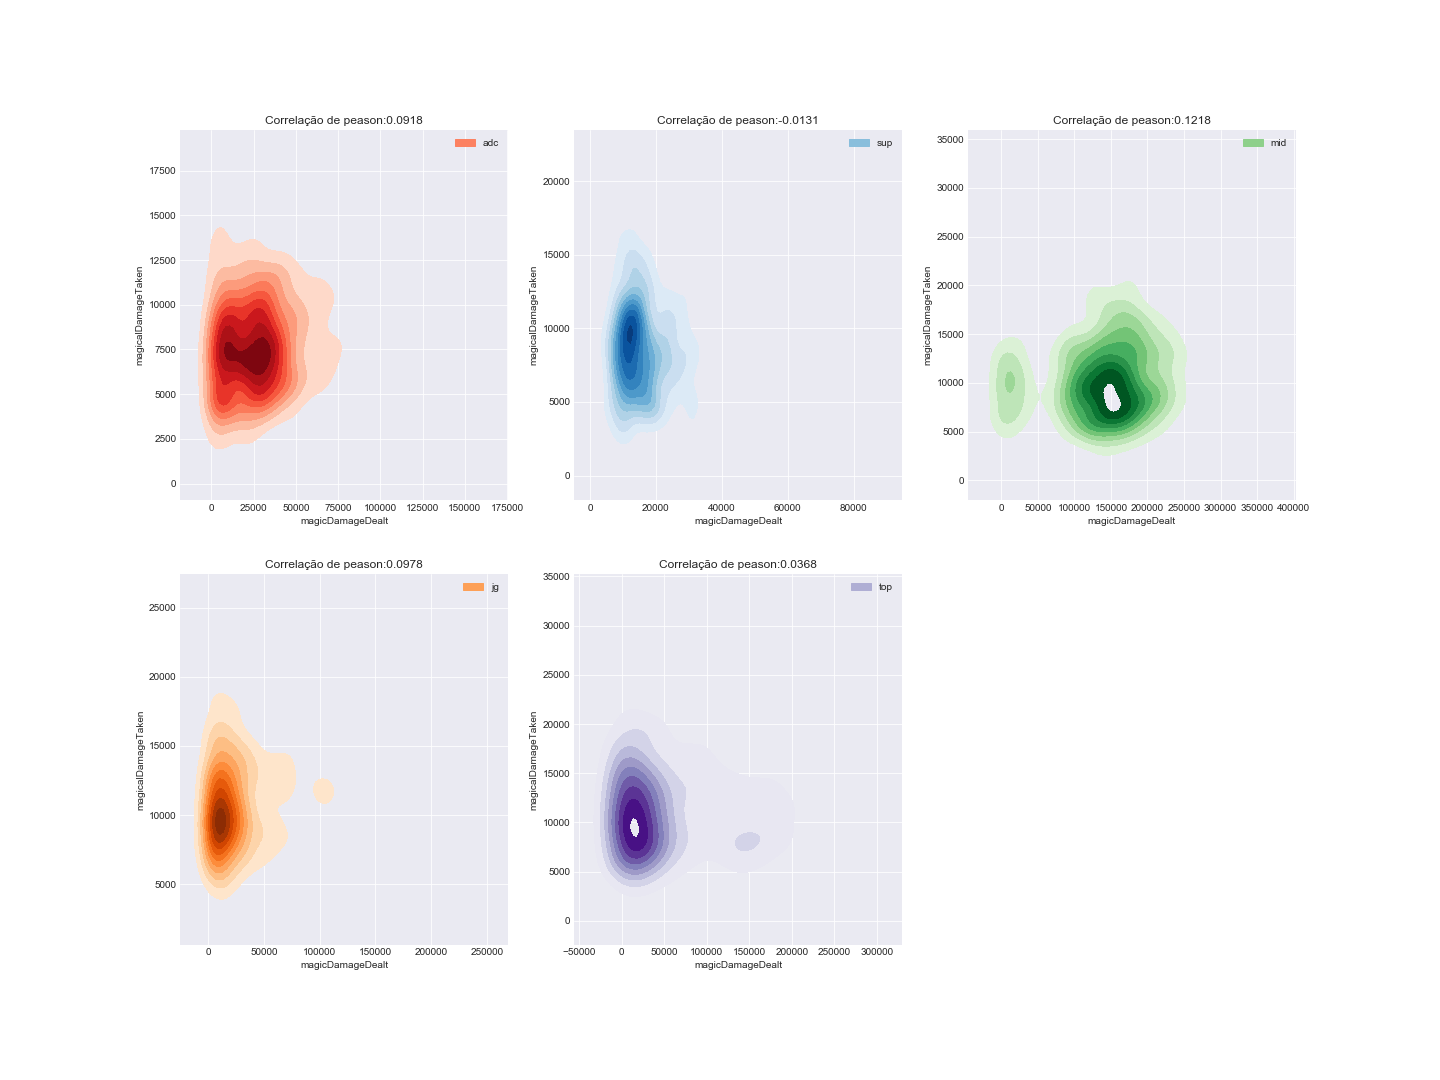 Correlação de peason:0.0918
adc
17500
15000
12500
10000
7500
5000
2500
0
magicalDamageTaken
0 25000 50000 75000 100000 125000 150000 175000
magicDamageDealt
Correlação de peason:-0.0131
sup
20000
15000
10000
5000
0
magicalDamageTaken
0 20000 40000 60000 80000
magicDamageDealt
Correlação de peason:0.1218
mid
35000
30000
25000
20000
15000
10000
5000
0
magicalDamageTaken
0 50000 100000 150000 200000 250000 300000 350000 400000
magicDamageDealt
Correlação de peason:0.0978
jg
25000
20000
15000
10000
5000
magicalDamageTaken
0 50000 100000 150000 200000 250000
magicDamageDealt
Correlação de peason:0.0368
top
35000
30000
25000
20000
15000
10000
5000
0
magicalDamageTaken
−50000 0 50000 100000 150000 200000 250000 300000
magicDamageDealt